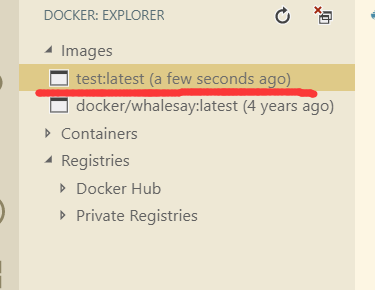 DOCKER: EXPLORER
Images
test:latest (a few seconds ago)
docker/whalesay:latest (4 years ago)
Containers
Registries
Docker Hub
Private Registries